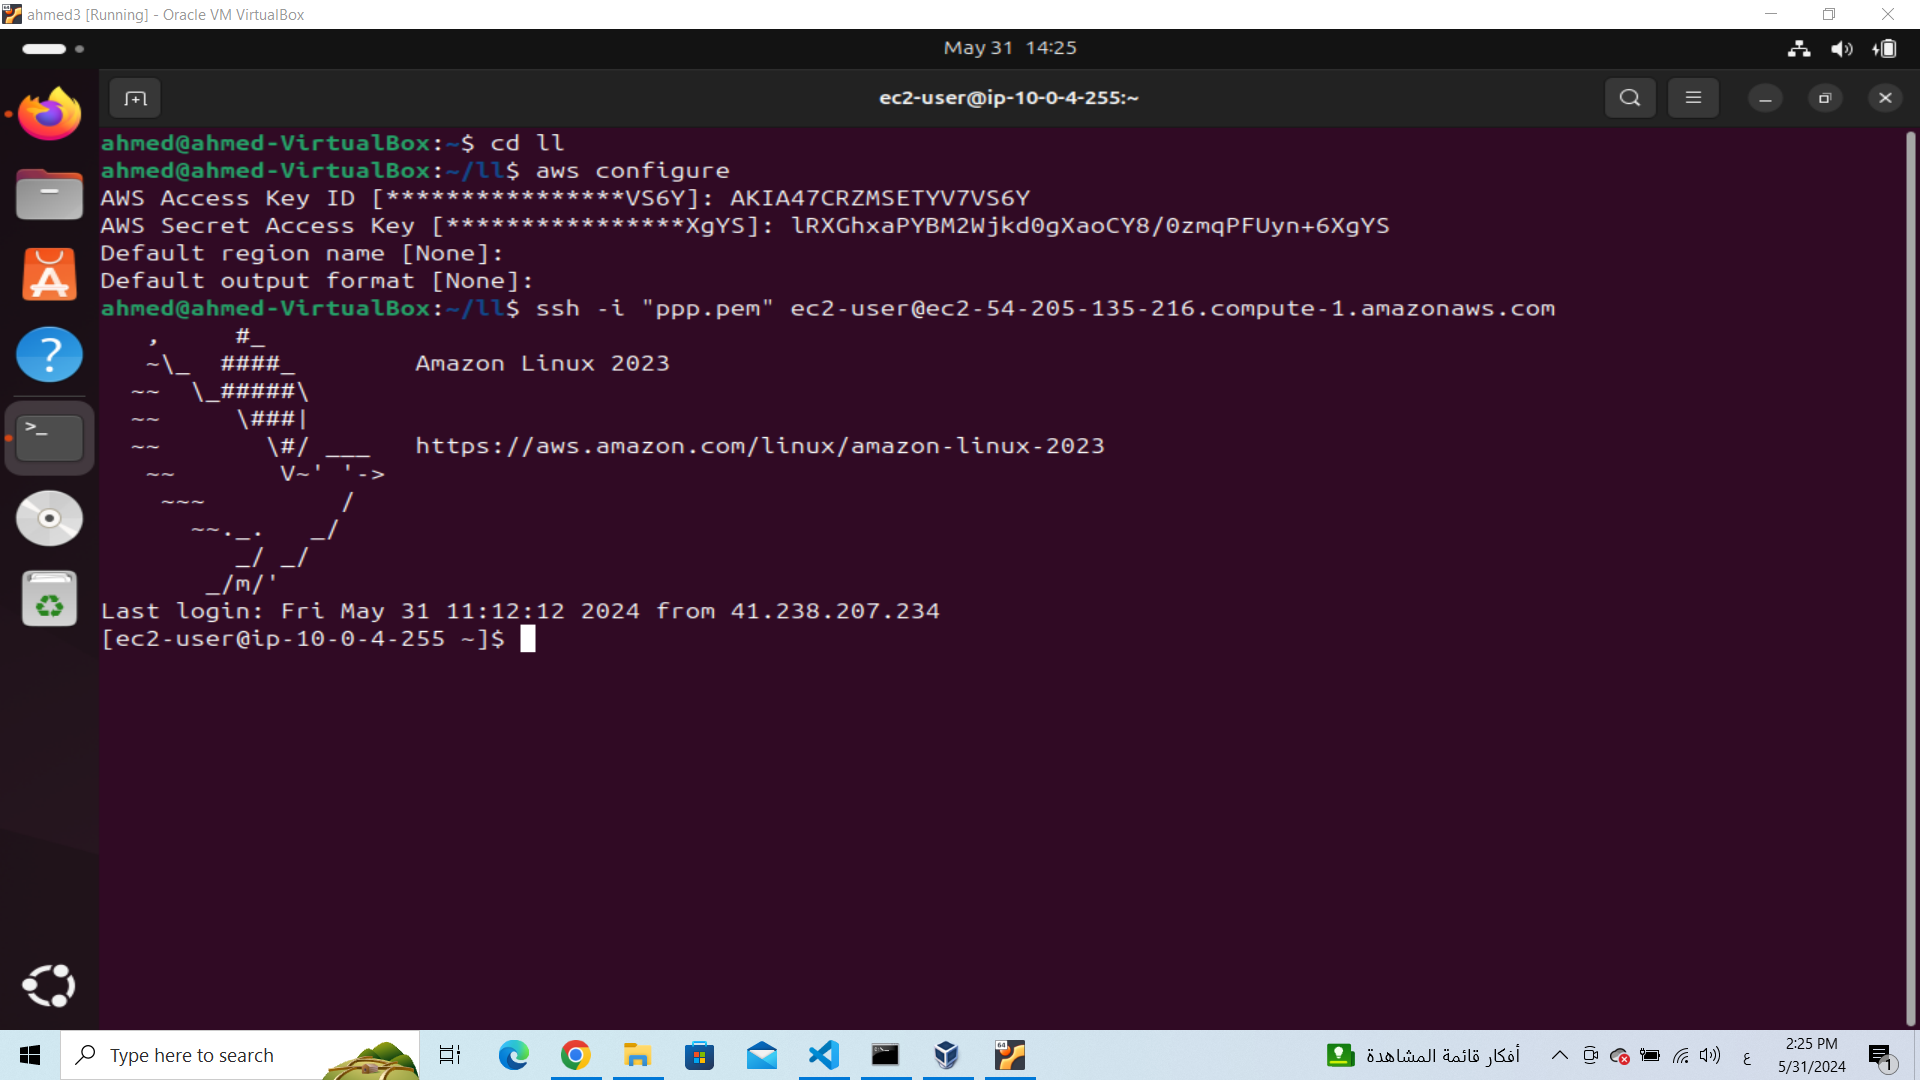 ahmed3 [Running] - Oracle VM VirtualBox
May 31 14:25
ec2-user@ip-10-0-4-255:~
ahmed@ahmed-VirtualBox:~$ cd ll
ahmed@ahmed-VirtualBox:~/ll$ aws configure
AWS Access Key ID [****************VS6Y]: AKIA47CRZMSETYV7VS6Y
AWS Secret Access Key [****************XgYS]: 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
Default region name [None]:
Default output format [None]:
ahmed@ahmed-VirtualBox:~/ll$ ssh -i "ppp.pem" ec2-user@ec2-54-205-135-216.compute-1.amazonaws.com
   ,     #_
   ~\_  ####_        Amazon Linux 2023
  ~~  \_#####\
  ~~     \###|
  ~~       \#/ ___   https://aws.amazon.com/linux/amazon-linux-2023
   ~~       V~' '->
    ~~~         /
      ~~._.   _/
         _/ _/
       _/m/'
Last login: Fri May 31 11:12:12 2024 from 41.238.207.234
[ec2-user@ip-10-0-4-255 ~]$
Type here to search
أفكار قائمة المشاهدة
ع
2:25 PM
5/31/2024
1
64